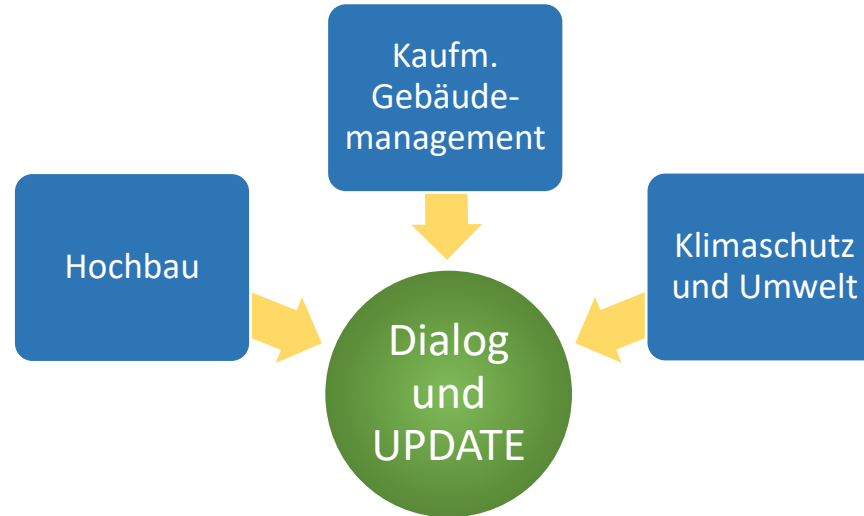 Kaufm.
Gebäude-
management
Hochbau
Klimaschutz
und Umwelt
Dialog
und
UPDATE